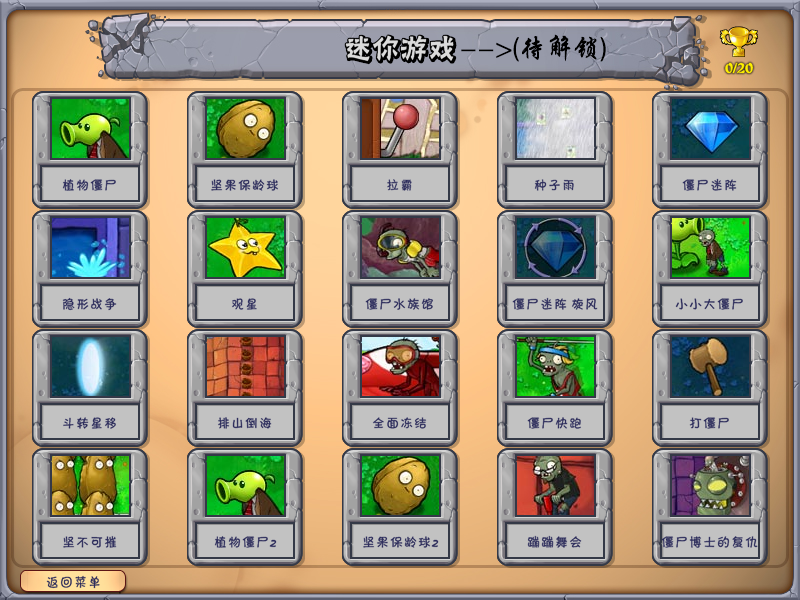 迷你游戏-->(待解锁)
0/20
植物僵尸
坚果保龄球
拉霸
种子雨
僵尸迷阵
隐形战争
观星
僵尸水族馆
僵尸迷阵 旋风
小小大僵尸
斗转星移
排山倒海
全面冻结
僵尸快跑
打僵尸
坚不可摧
植物僵尸2
坚果保龄球2
蹦蹦舞会
僵尸博士的复仇
返回菜单